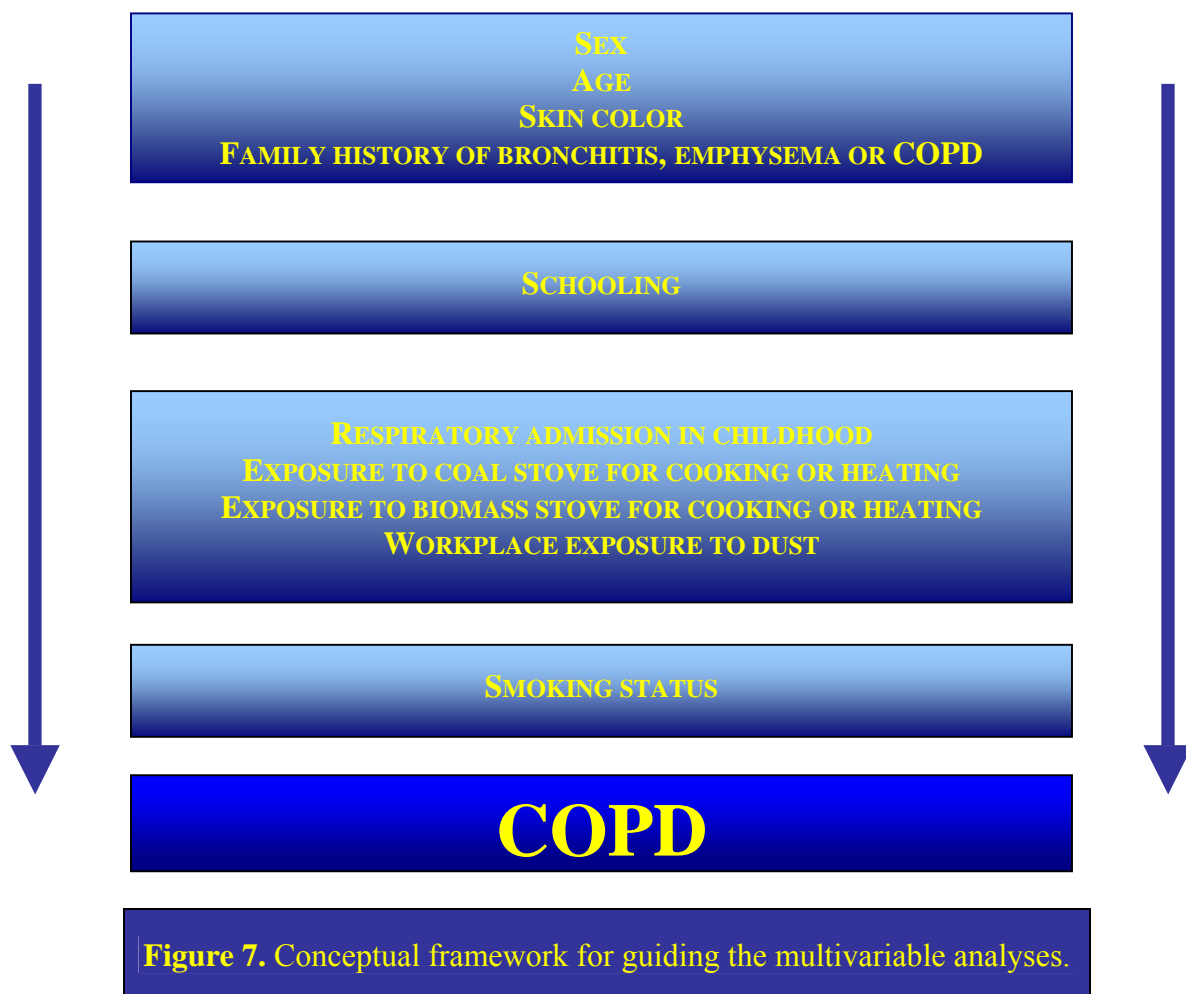 SEX
AGE
SKIN COLOR
FAMILY HISTORY OF BRONCHITIS, EMPHYSEMA OR COPD
SCHOOLING
RESPIRATORY ADMISSION IN CHILDHOOD
EXPOSURE TO COAL STOVE FOR COOKING OR HEATING
EXPOSURE TO BIOMASS STOVE FOR COOKING OR HEATING
WORKPLACE EXPOSURE TO DUST
SMOKING STATUS
COPD
Figure 7. Conceptual framework for guiding the multivariable analyses.